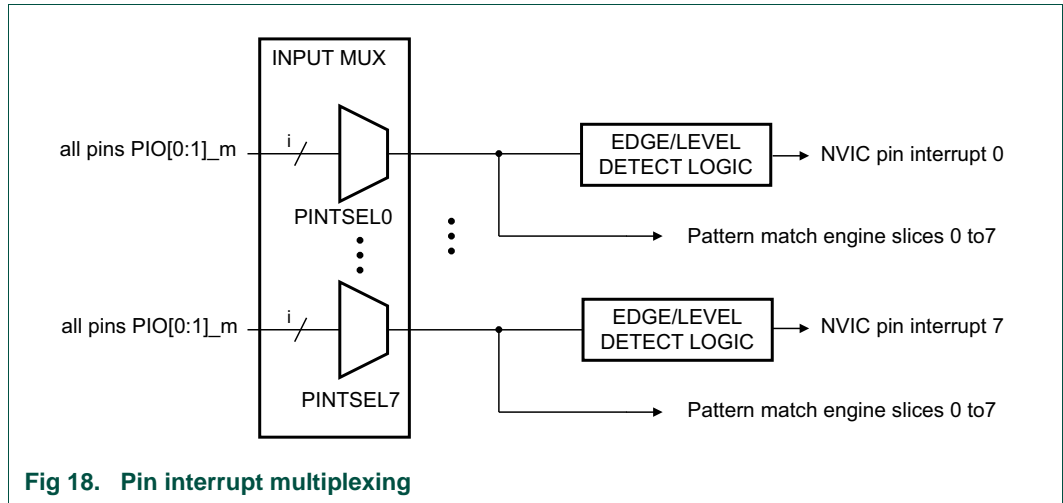 INPUT MUX
all pins PIO[0:1]_m
i
PINTSEL0
EDGE/LEVEL
DETECT LOGIC
NVIC pin interrupt 0
Pattern match engine slices 0 to7
all pins PIO[0:1]_m
i
PINTSEL7
EDGE/LEVEL
DETECT LOGIC
NVIC pin interrupt 7
Pattern match engine slices 0 to7
Fig 18. Pin interrupt multiplexing